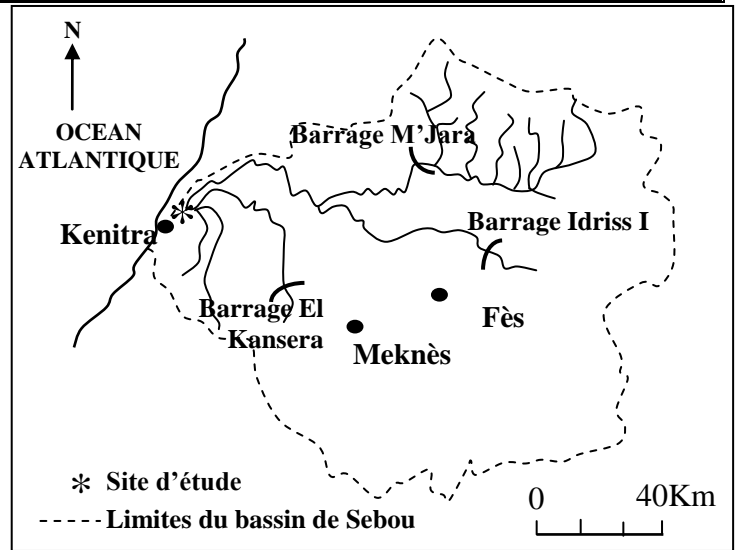 N
OCEAN
ATLANTIQUE
Barrage M'Jara
Kenitra
Barrage Idriss I
Barrage El
Kansera
Fès
Meknès
Site d'étude
Limites du bassin de Sebou
0 40Km